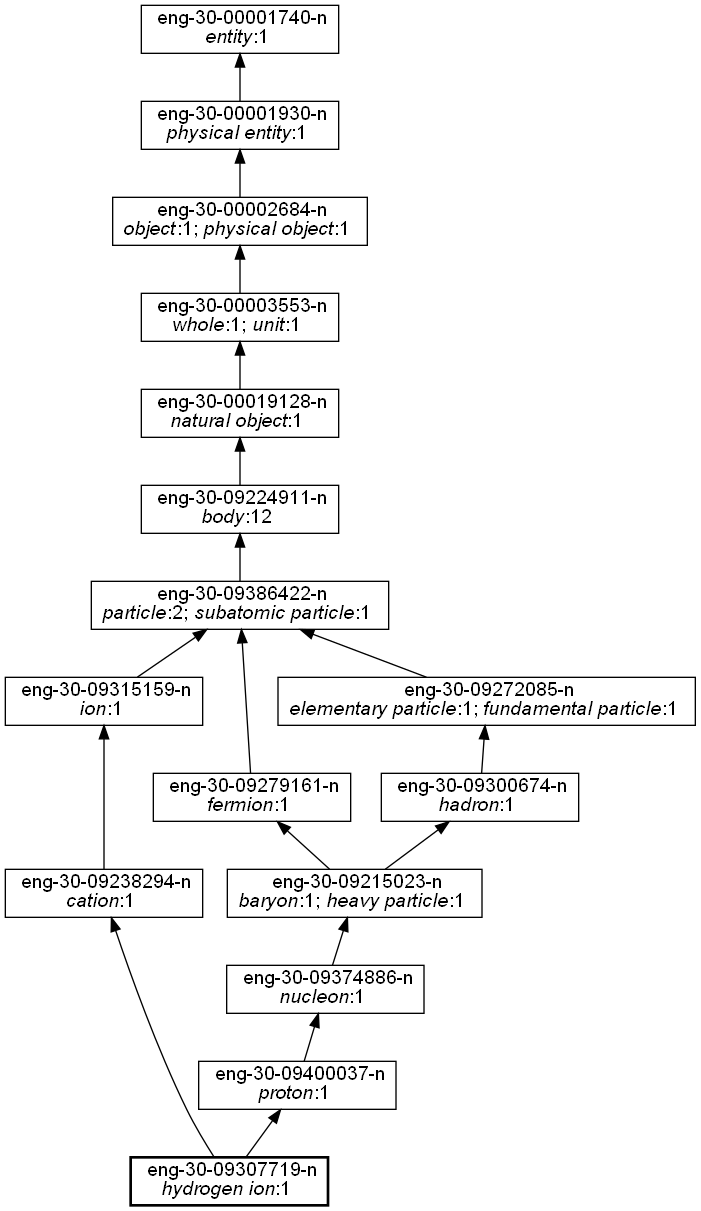 eng-30-00001740-n
entity:1
eng-30-00001930-n
physical entity:1
eng-30-00002684-n
object:1; physical object:1
eng-30-00003553-n
whole:1; unit:1
eng-30-00019128-n
natural object:1
eng-30-09224911-n
body:12
eng-30-09386422-n
particle:2; subatomic particle:1
eng-30-09315159-n
ion:1
eng-30-09272085-n
elementary particle:1; fundamental particle:1
eng-30-09279161-n
fermion:1
eng-30-09300674-n
hadron:1
eng-30-09238294-n
cation:1
eng-30-09215023-n
baryon:1; heavy particle:1
eng-30-09374886-n
nucleon:1
eng-30-09400037-n
proton:1
eng-30-09307719-n
hydrogen ion:1